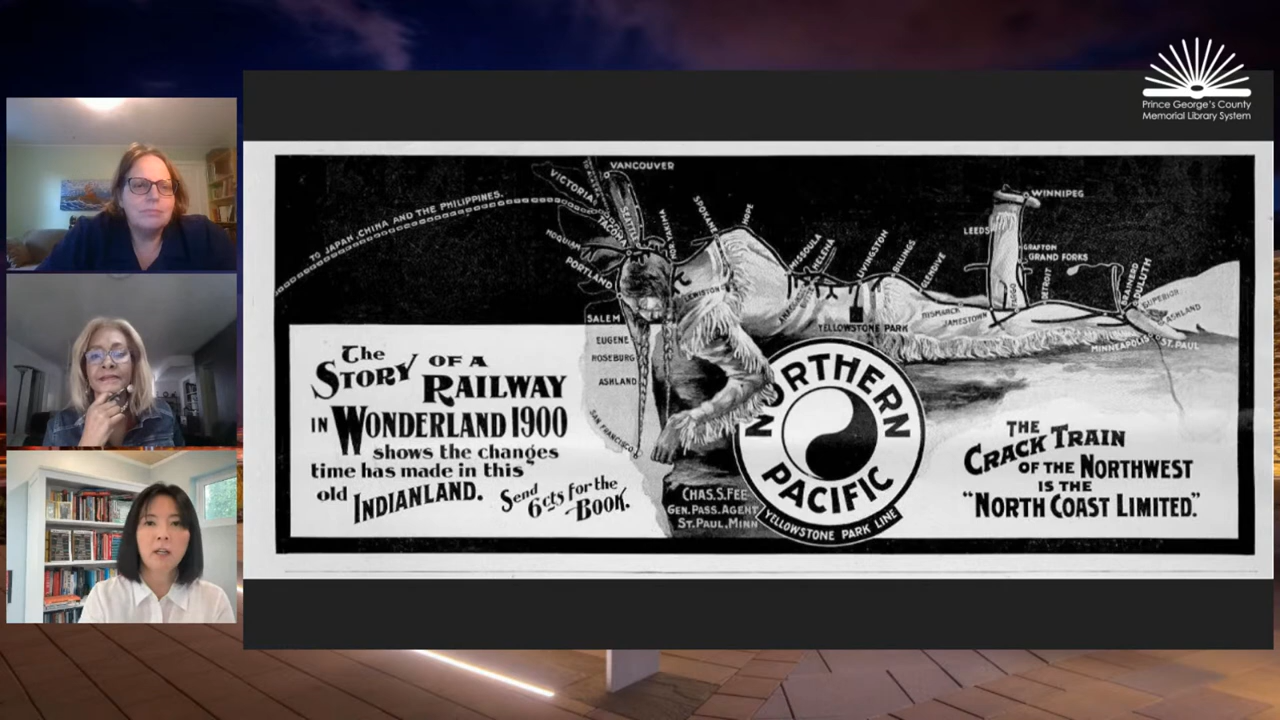 Prince George's County
Memorial Library System
TO JAPAN, CHINA AND THE PHILIPPINES.
VANCOUVER
VICTORIA
SEATTLE
TACOMA
YAKIMA
HOQUIAM
PORTLAND
SALEM
EUGENE
ROSEBURG
ASHLAND
SAN FRANCISCO
SPOKANE
HOPE
LEWISTON
MISSOULA
HELENA
LIVINGSTON
BILLINGS
GLENDIVE
YELLOWSTONE PARK
BISMARCK
JAMESTOWN
FARGO
WINNIPEG
LEEDS
GRAFTON
GRAND FORKS
DETROIT
BRAINERD
DULUTH
SUPERIOR
ASHLAND
MINNEAPOLIS
ST. PAUL
The
STORY OF A
RAILWAY
IN WONDERLAND 1900
shows the changes
time has made in this
old INDIANLAND.
Send
6cts for the
BOOK.
CHAS. S. FEE
GEN. PASS. AGENT
ST. PAUL, MINN
NORTHERN
PACIFIC
YELLOWSTONE PARK LINE
THE
CRACK TRAIN
OF THE NORTHWEST
IS THE
"NORTH COAST LIMITED."